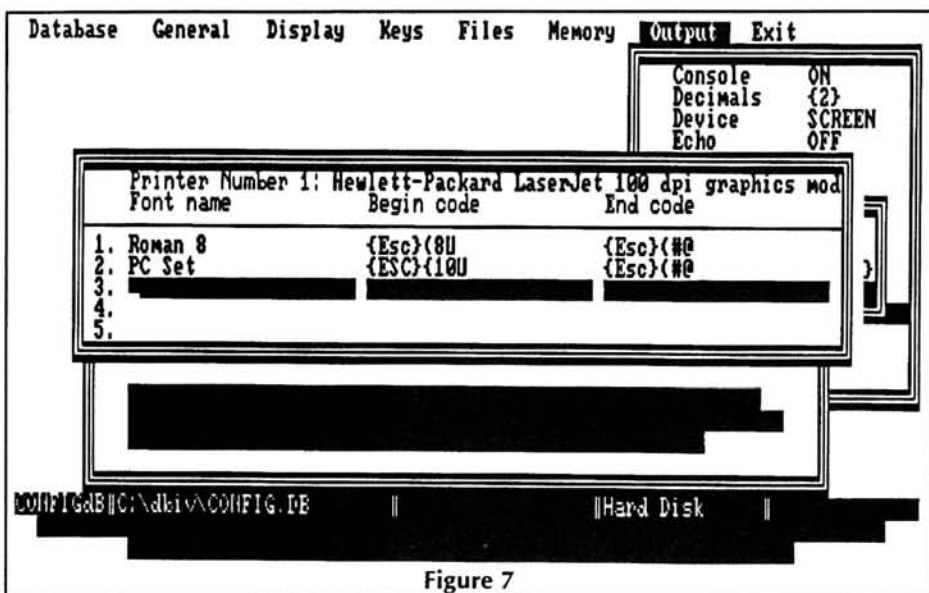 Database General Display Keys Files Memory Output Exit
Console ON
Decimals {2}
Device SCREEN
Echo OFF
Printer Number 1: Hewlett-Packard LaserJet 100 dpi graphics mod
Font name Begin code End code
1. Roman 8 {Esc}(8U {Esc}(#@
2. PC Set {ESC}{10U {Esc}(#@
3.
4.
5.
}
CONFIGdB C:\dbiv\CONFIG.DB Hard Disk
Figure 7